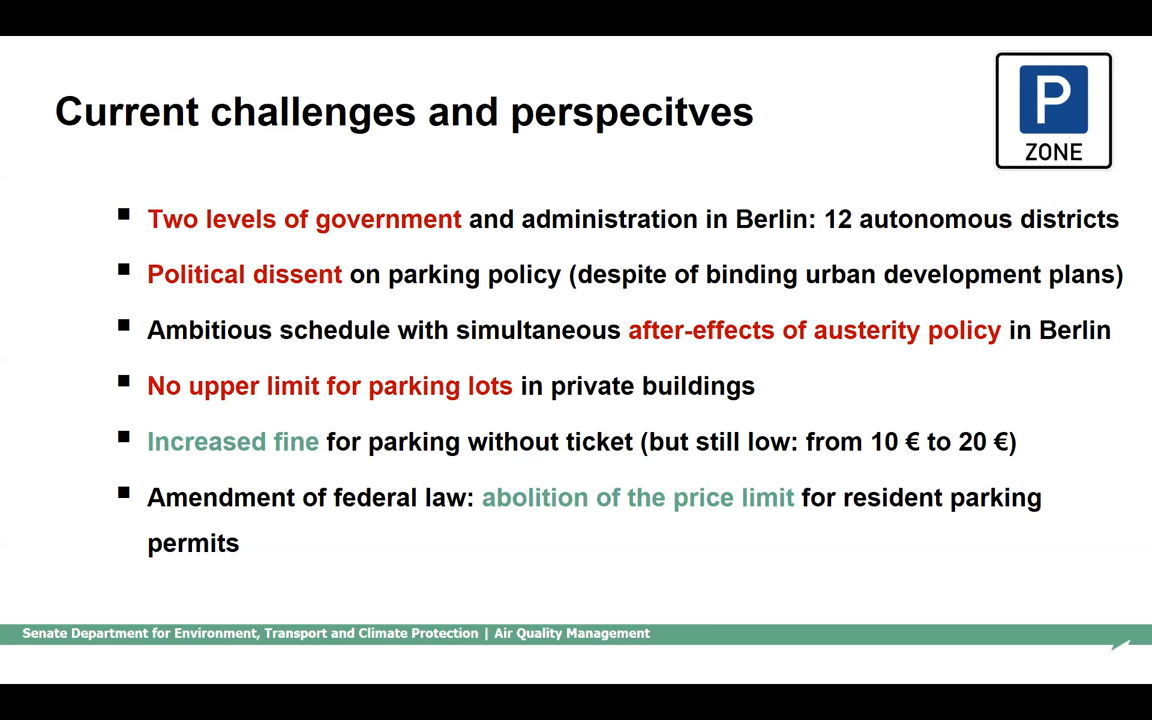 P
ZONE
Current challenges and perspecitves
▪ Two levels of government and administration in Berlin: 12 autonomous districts
▪ Political dissent on parking policy (despite of binding urban development plans)
▪ Ambitious schedule with simultaneous after-effects of austerity policy in Berlin
▪ No upper limit for parking lots in private buildings
▪ Increased fine for parking without ticket (but still low: from 10 € to 20 €)
▪ Amendment of federal law: abolition of the price limit for resident parking
permits
Senate Department for Environment, Transport and Climate Protection | Air Quality Management